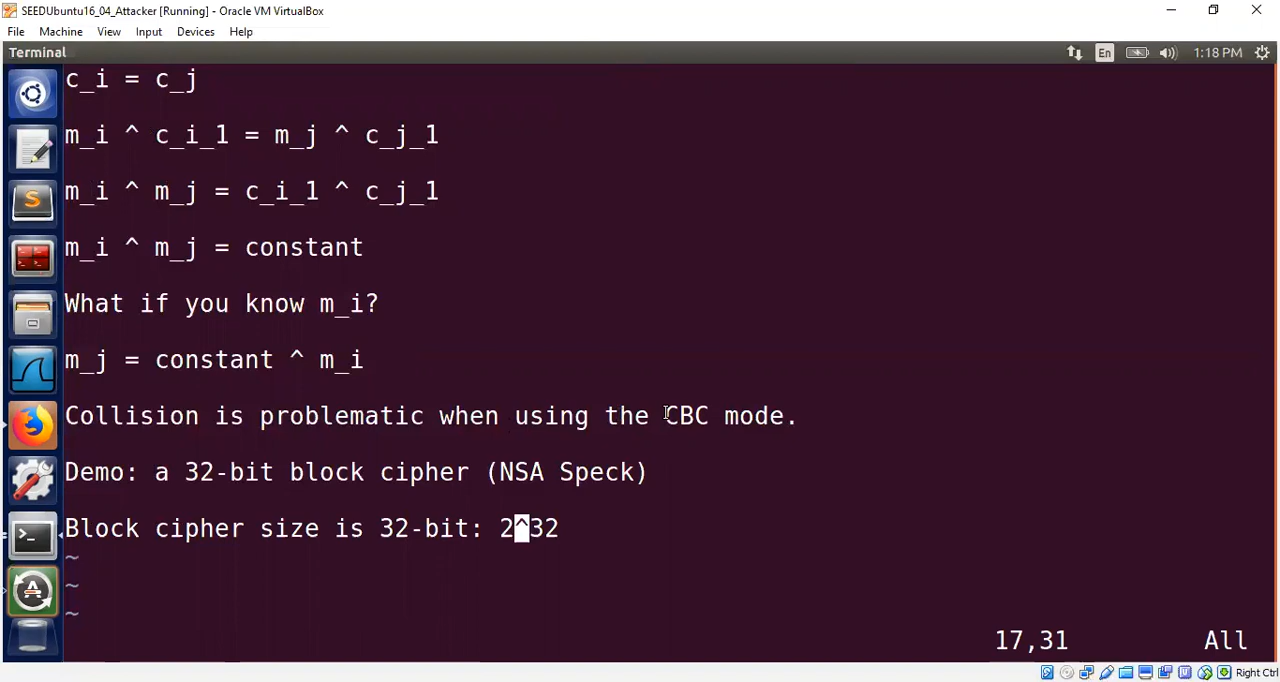 SEEDUbuntu16_04_Attacker [Running] - Oracle VM VirtualBox
File Machine View Input Devices Help
Terminal En 1:18 PM
c_i = c_j
m_i ^ c_i_1 = m_j ^ c_j_1
m_i ^ m_j = c_i_1 ^ c_j_1
m_i ^ m_j = constant
What if you know m_i?
m_j = constant ^ m_i
Collision is problematic when using the CBC mode.
Demo: a 32-bit block cipher (NSA Speck)
Block cipher size is 32-bit: 2^32
~
~
~
17,31 All
Right Ctrl